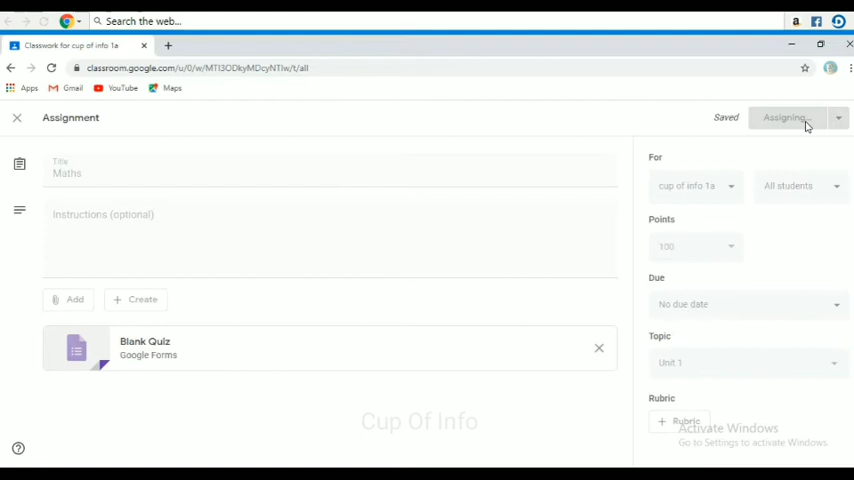 Search the web...
Classwork for cup of info 1a
classroom.google.com/u/0/w/MTI3ODkyMDcyNTIw/t/all
Apps Gmail YouTube Maps
Assignment Saved Assigning...
Title
Maths
Instructions (optional)
Add Create
Blank Quiz
Google Forms
For
cup of info 1a All students
Points
100
Due
No due date
Topic
Unit 1
Rubric
Rubric
Cup Of Info
Activate Windows
Go to Settings to activate Windows.